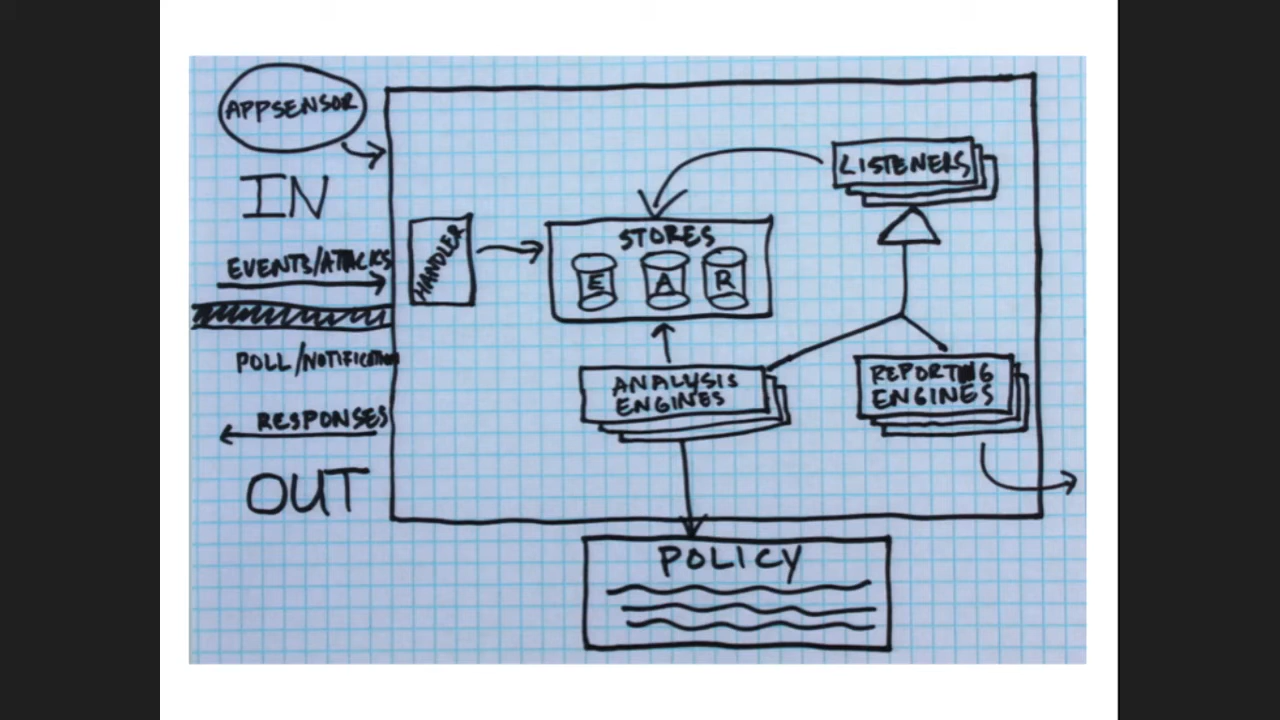 APPSENSOR
IN
EVENTS/ATTACKS
POLL/NOTIFICATION
RESPONSES
OUT
HANDLER
STORES
E A R
LISTENERS
ANALYSIS
ENGINES
REPORTING
ENGINES
POLICY